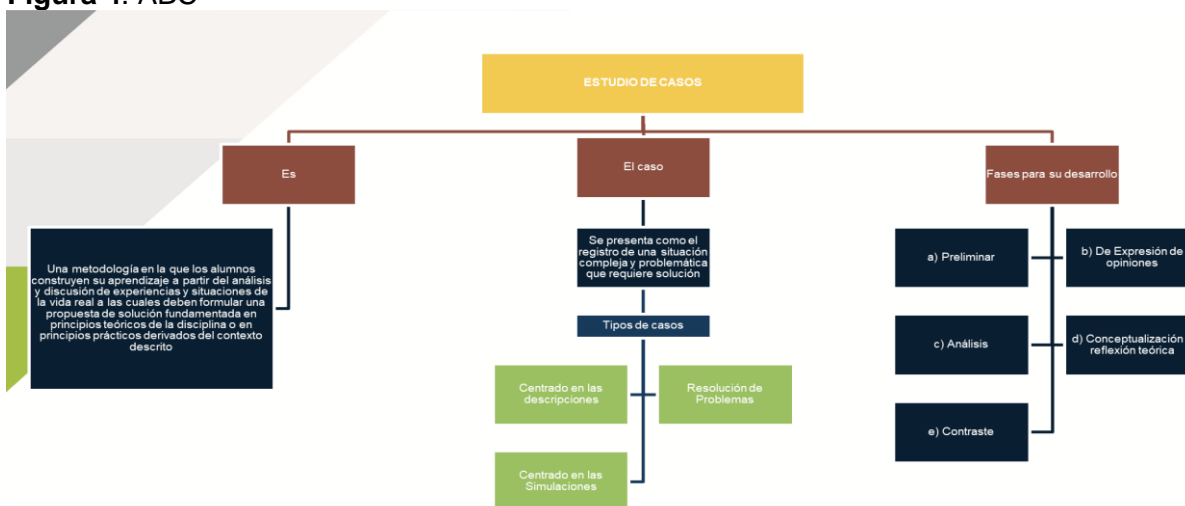 ESTUDIO DE CASOS
Es
Una metodología en la que los alumnos
construyen su aprendizaje a partir del análisis
y discusión de experiencias y situaciones de
la vida real a las cuales deben formular una
propuesta de solución fundamentada en
principios teóricos de la disciplina o en
principios prácticos derivados del contexto
descrito
El caso
Se presenta como el
registro de una situación
compleja y problemática
que requiere solución
Tipos de casos
Centrado en las
descripciones
Resolución de
Problemas
Centrado en las
Simulaciones
Fases para su desarrollo
a) Preliminar
b) De Expresión de
opiniones
c) Análisis
d) Conceptualización
reflexión teórica
e) Contraste